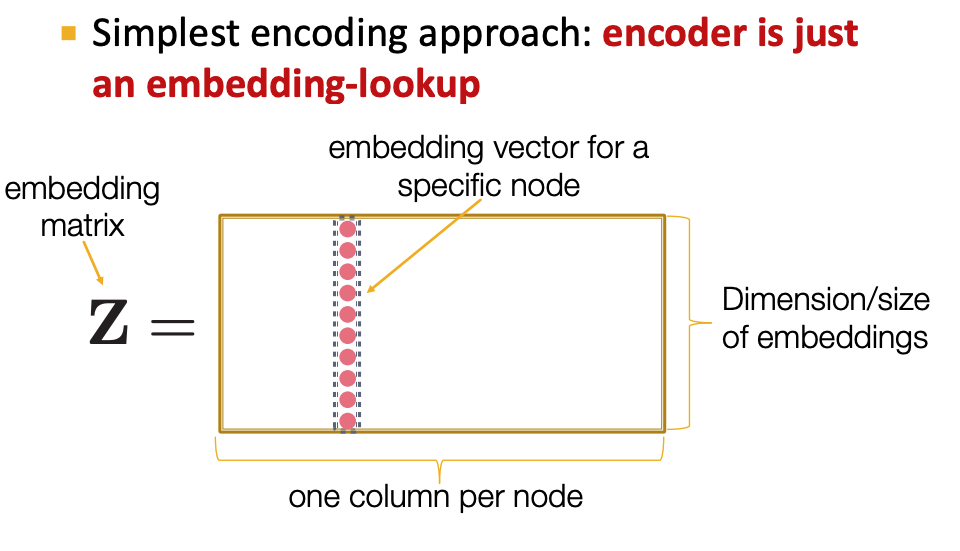 Simplest encoding approach: encoder is just
an embedding-lookup
embedding vector for a
specific node
embedding
matrix
Z =
Dimension/size
of embeddings
one column per node